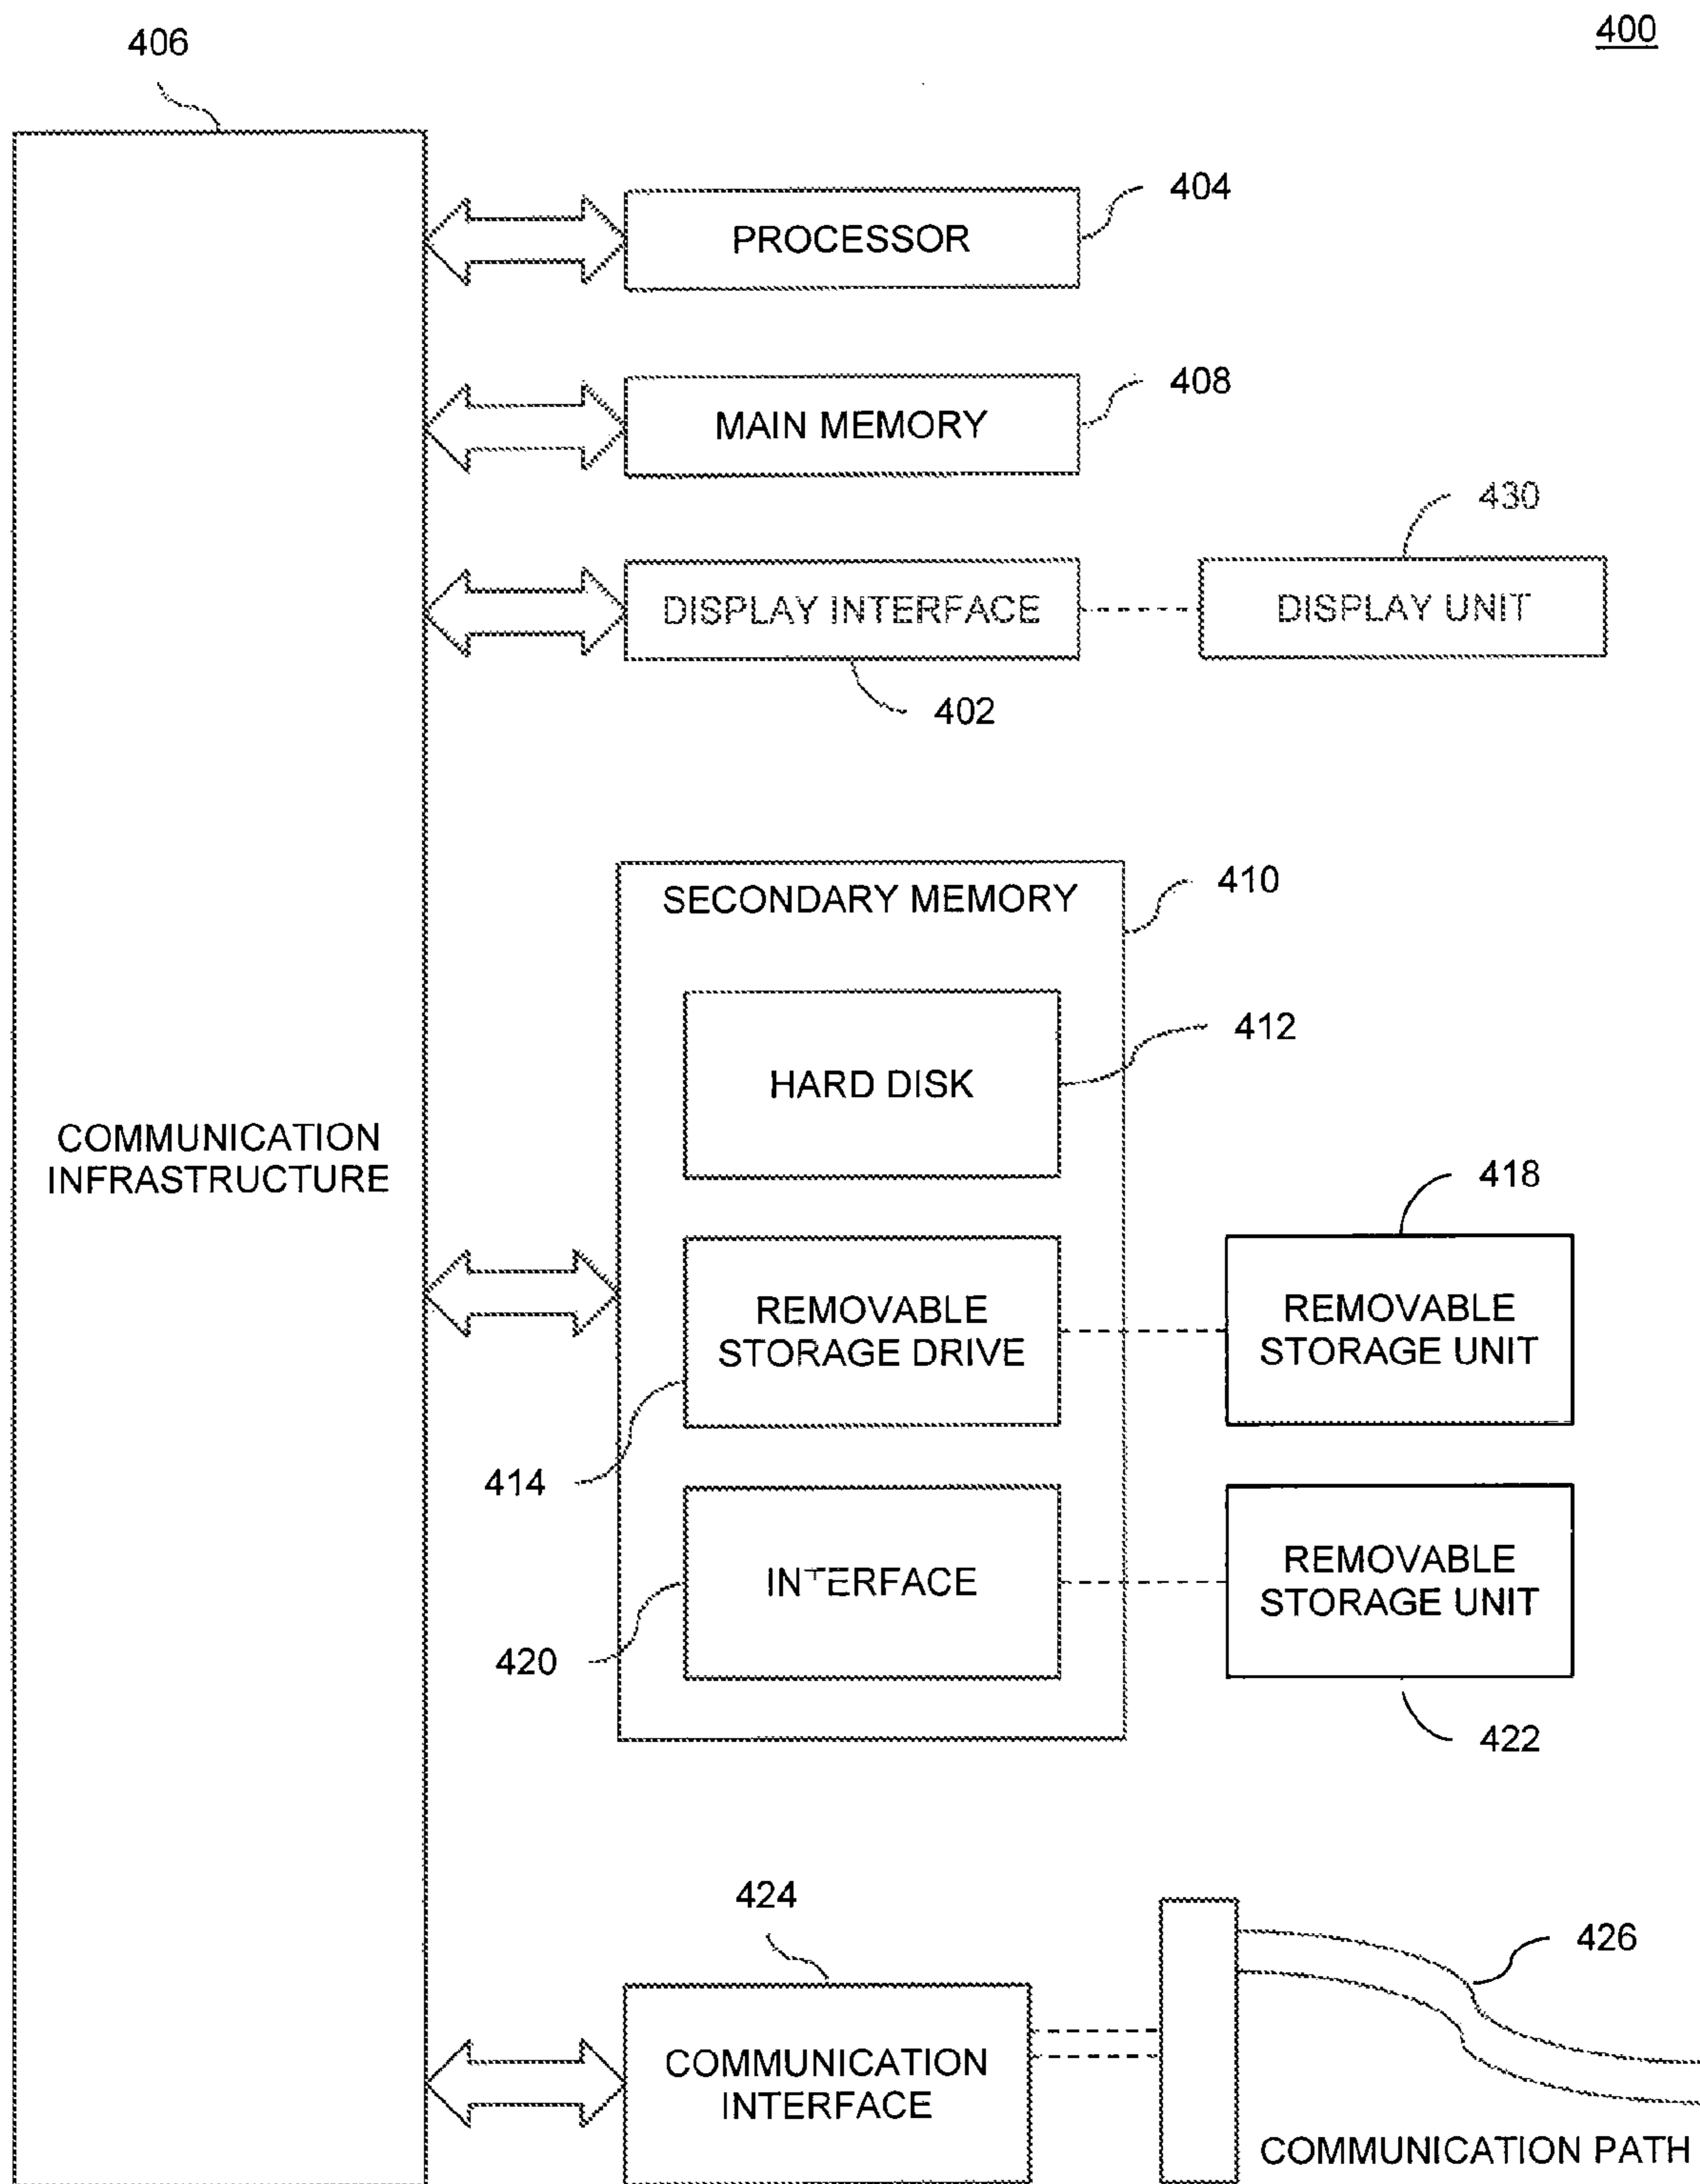 406
400
PROCESSOR
404
MAIN MEMORY
408
DISPLAY INTERFACE
402
DISPLAY UNIT
430
SECONDARY MEMORY
410
HARD DISK
412
COMMUNICATION
INFRASTRUCTURE
REMOVABLE
STORAGE DRIVE
414
REMOVABLE
STORAGE UNIT
418
INTERFACE
420
REMOVABLE
STORAGE UNIT
422
424
COMMUNICATION
INTERFACE
426
COMMUNICATION PATH